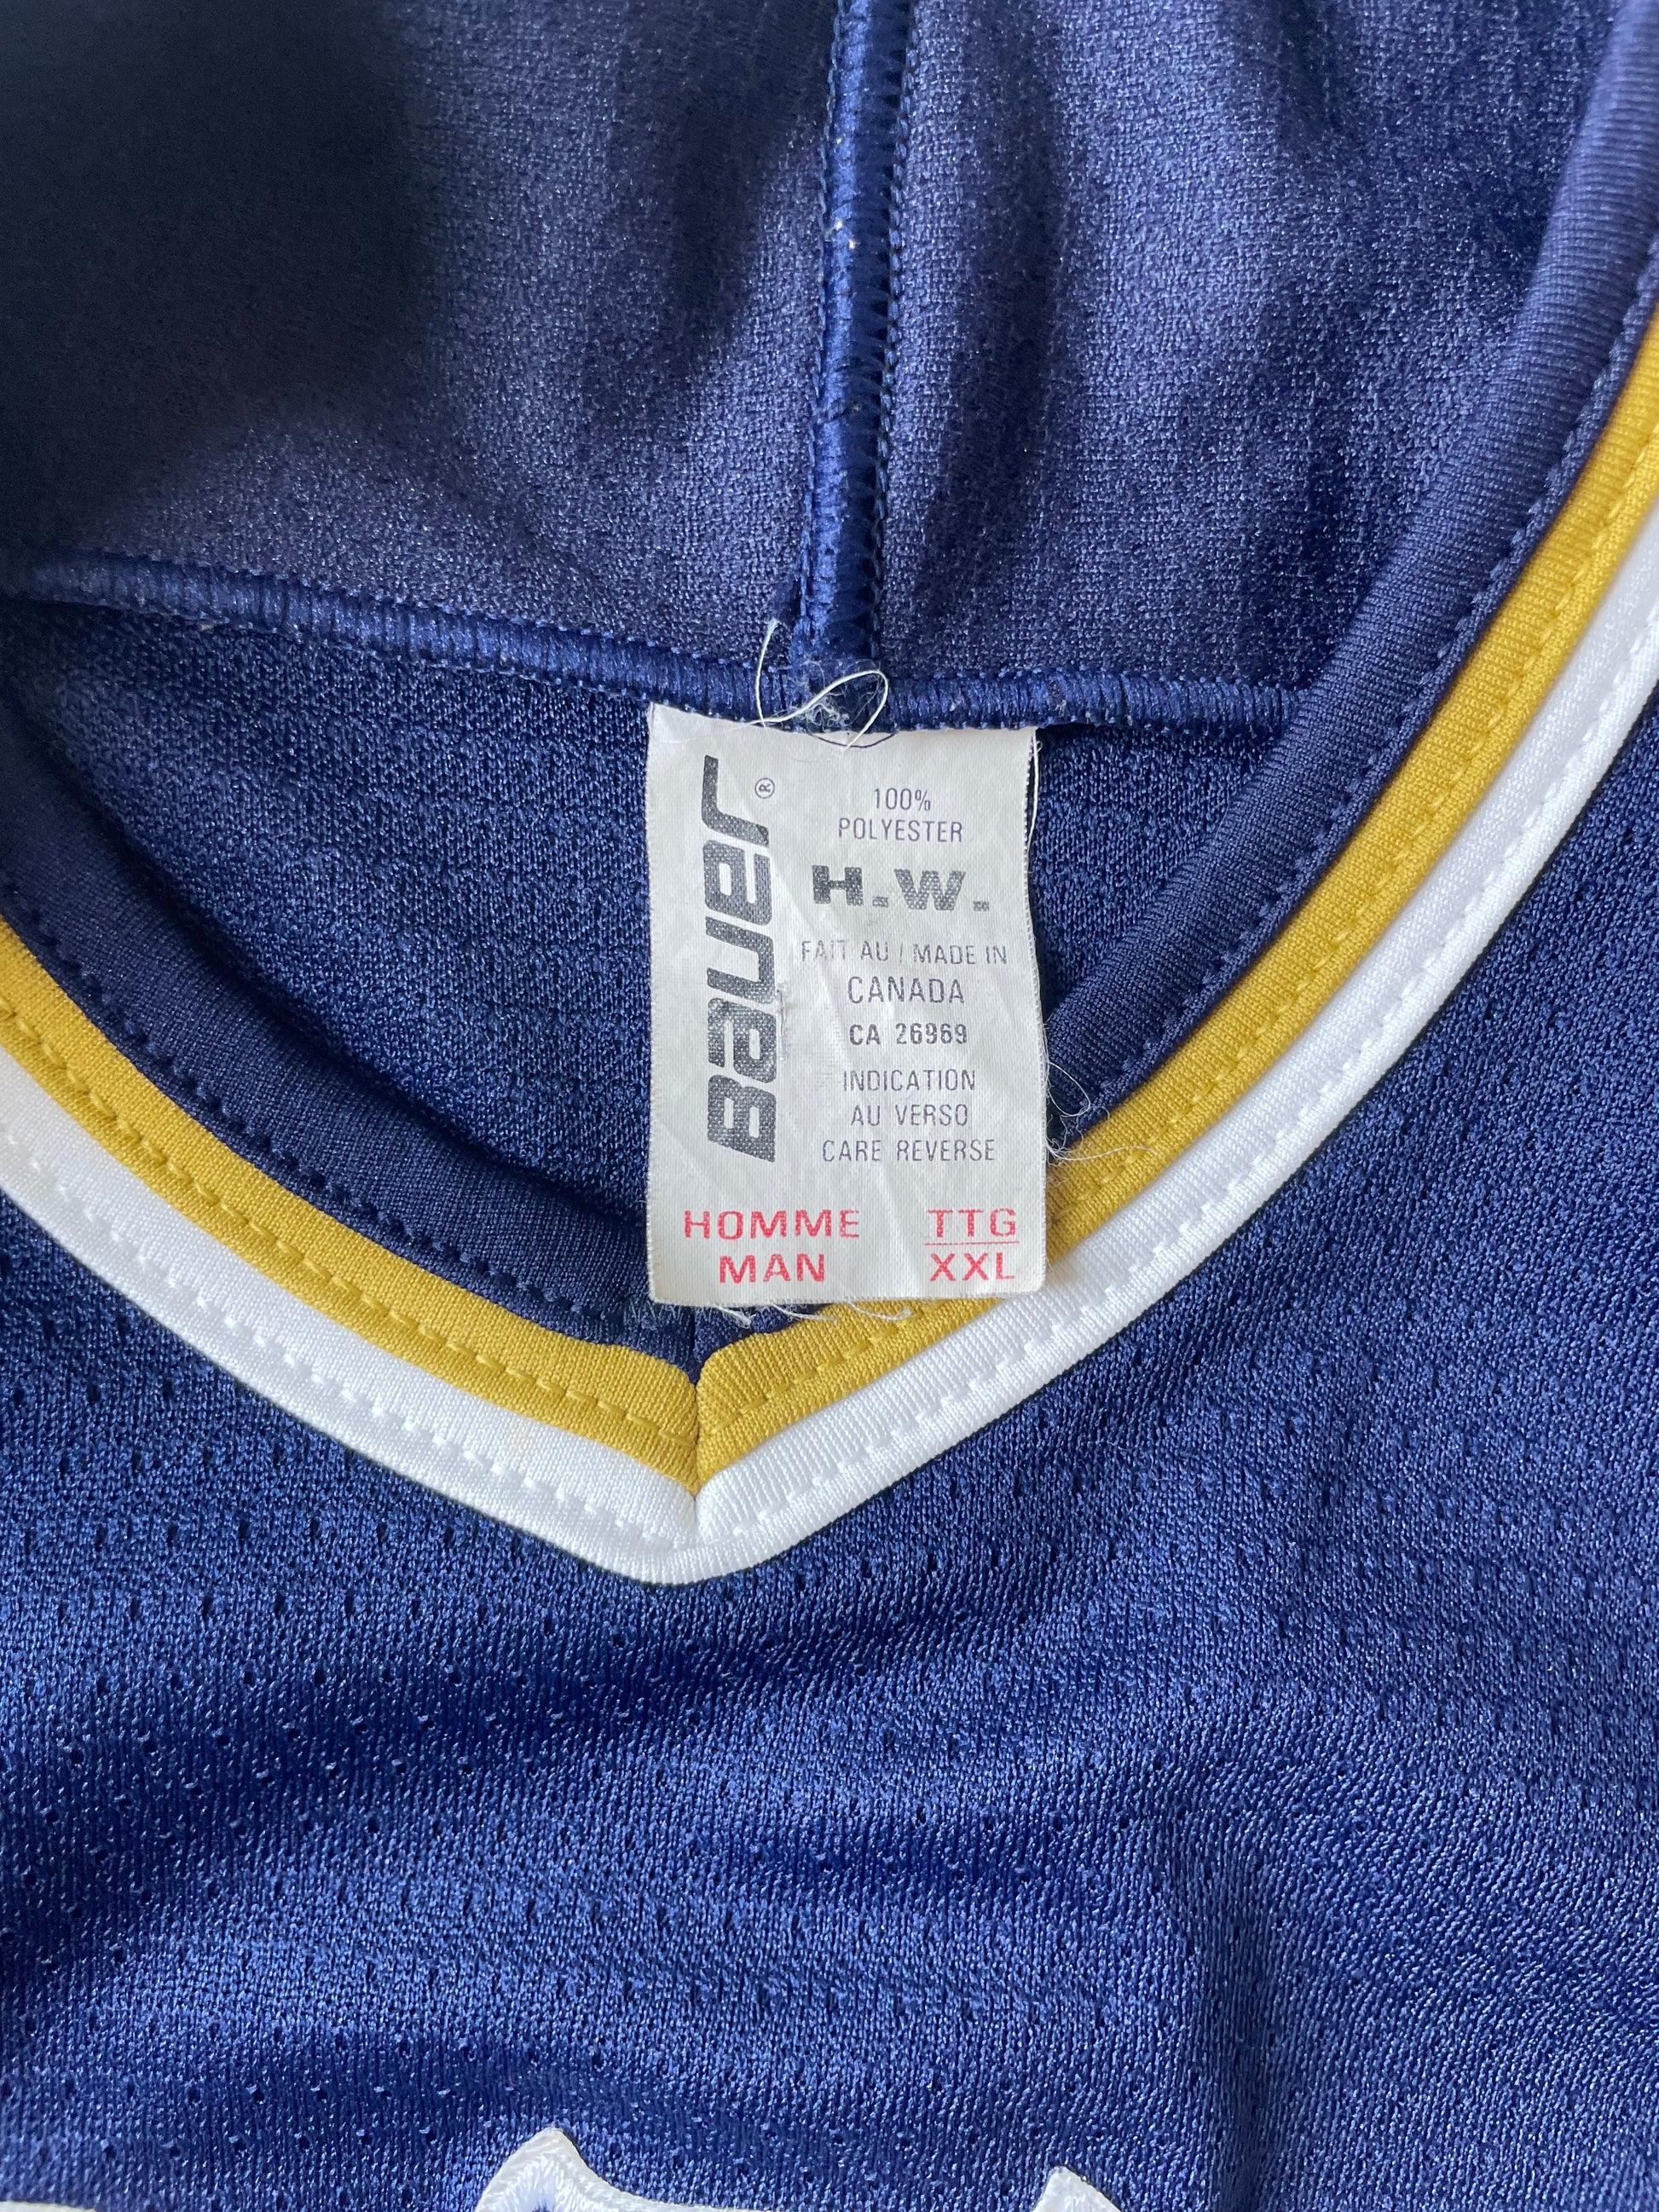 BAUER®
100%
POLYESTER
H.W.
FAIT AU / MADE IN
CANADA
CA 26969
INDICATION
AU VERSO
CARE REVERSE
HOMME TTG
MAN XXL